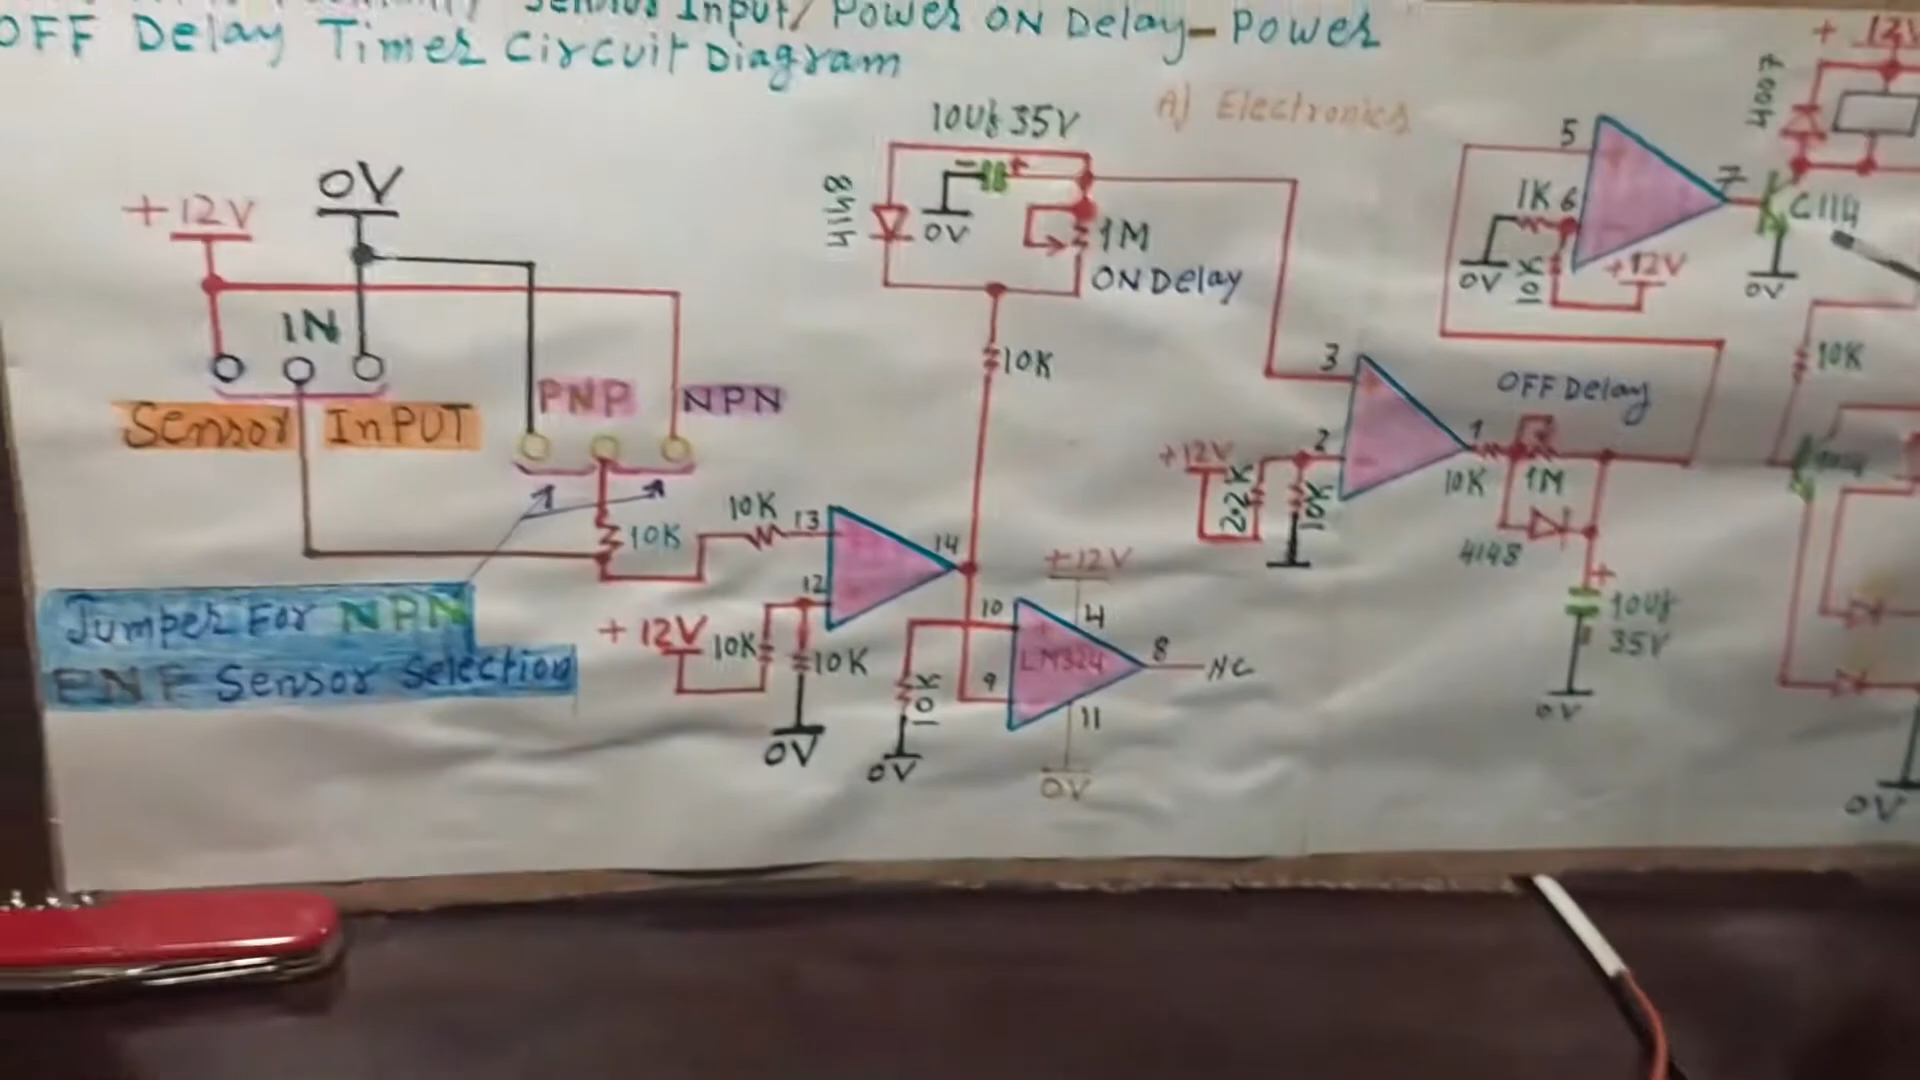 Input/ Power ON Delay-Power
OFF Delay Timer Circuit Diagram
A) Electronics
+12V
0V
IN
Sensor InPUT
PNP
NPN
Jumper For NPN
PNP Sensor Selection
10K
10K
13
12
14
+12V
10K
10K
0V
10Uf 35V
4148
0V
1M
ON Delay
10K
10
9
LM324
+12V
4
8
NC
11
0V
10K
0V
3
2
1
+12V
2.2K
10K
OFF Delay
10K
1M
4148
+
10Uf
35V
0V
5
6
7
1K
0V
10K
+12V
4007
+ 12V
C114
0V
10K
0V